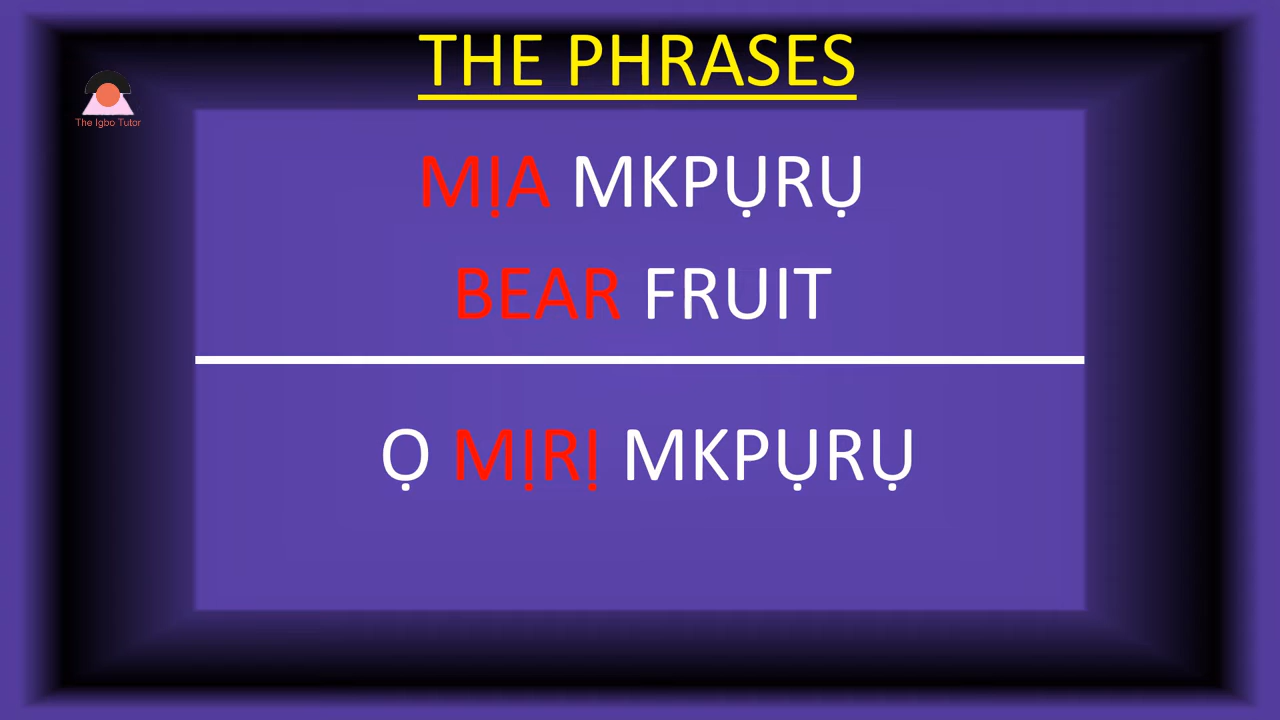 THE PHRASES
The Igbo Tutor
MỊA MKPỤRỤ
BEAR FRUIT
Ọ MỊRỊ MKPỤRỤ